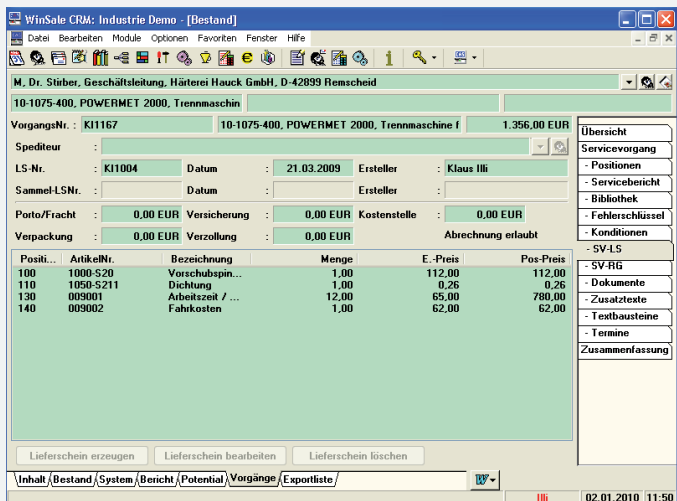 WinSale CRM: Industrie Demo - [Bestand]
Datei Bearbeiten Module Optionen Favoriten Fenster Hilfe
M, Dr. Stirber, Geschäftsleitung, Härterei Hauck GmbH, D-42899 Remscheid
10-1075-400, POWERMET 2000, Trennmaschin
VorgangsNr. : KI1167 10-1075-400, POWERMET 2000, Trennmaschine f 1.356,00 EUR
Spediteur :
LS-Nr. : KI1004 Datum : 21.03.2009 Ersteller : Klaus Illi
Sammel-LSNr. : Datum : Ersteller :
Porto/Fracht : 0,00 EUR Versicherung : 0,00 EUR Kostenstelle : 0,00 EUR
Verpackung : 0,00 EUR Verzollung : 0,00 EUR Abrechnung erlaubt
Positi... ArtikelNr. Bezeichnung Menge E.-Preis Pos-Preis
100 1000-S20 Vorschubspin... 1,00 112,00 112,00
110 1050-S211 Dichtung 1,00 0,26 0,26
130 009001 Arbeitszeit / ... 12,00 65,00 780,00
140 009002 Fahrkosten 1,00 62,00 62,00
Lieferschein erzeugen Lieferschein bearbeiten Lieferschein löschen
Übersicht
Servicevorgang
- Positionen
- Servicebericht
- Bibliothek
- Fehlerschlüssel
- Konditionen
- SV-LS
- SV-RG
- Dokumente
- Zusatztexte
- Textbausteine
- Termine
Zusammenfassung
Inhalt Bestand System Bericht Potential Vorgänge Exportliste W
Illi 02.01.2010 11:50